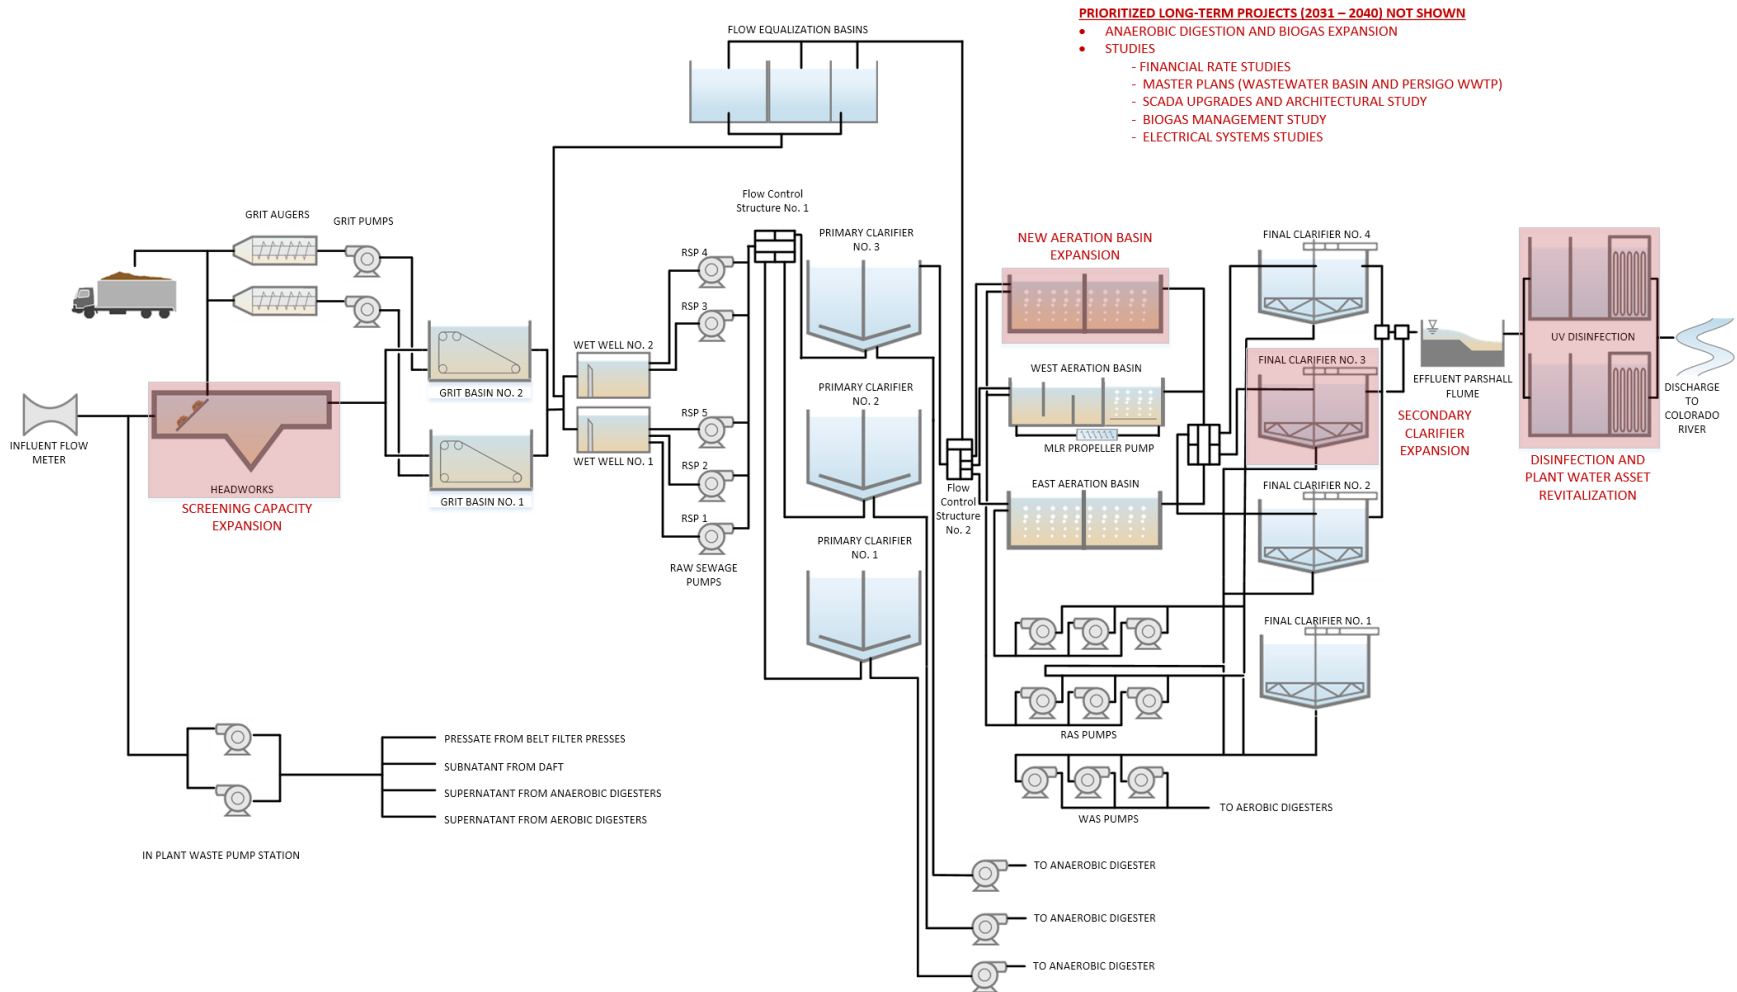 PRIORITIZED LONG-TERM PROJECTS (2031 – 2040) NOT SHOWN
• ANAEROBIC DIGESTION AND BIOGAS EXPANSION
• STUDIES
- FINANCIAL RATE STUDIES
- MASTER PLANS (WASTEWATER BASIN AND PERSIGO WWTP)
- SCADA UPGRADES AND ARCHITECTURAL STUDY
- BIOGAS MANAGEMENT STUDY
- ELECTRICAL SYSTEMS STUDIES
FLOW EQUALIZATION BASINS
GRIT AUGERS
GRIT PUMPS
INFLUENT FLOW
METER
HEADWORKS
SCREENING CAPACITY
EXPANSION
GRIT BASIN NO. 2
GRIT BASIN NO. 1
WET WELL NO. 2
WET WELL NO. 1
RSP 4
RSP 3
RSP 5
RSP 2
RSP 1
RAW SEWAGE
PUMPS
Flow Control
Structure No. 1
PRIMARY CLARIFIER
NO. 3
PRIMARY CLARIFIER
NO. 2
PRIMARY CLARIFIER
NO. 1
Flow
Control
Structure
No. 2
NEW AERATION BASIN
EXPANSION
WEST AERATION BASIN
MLR PROPELLER PUMP
EAST AERATION BASIN
FINAL CLARIFIER NO. 4
FINAL CLARIFIER NO. 3
SECONDARY
CLARIFIER
EXPANSION
FINAL CLARIFIER NO. 2
FINAL CLARIFIER NO. 1
EFFLUENT PARSHALL
FLUME
UV DISINFECTION
DISINFECTION AND
PLANT WATER ASSET
REVITALIZATION
DISCHARGE
TO
COLORADO
RIVER
RAS PUMPS
WAS PUMPS
TO AEROBIC DIGESTERS
PRESSATE FROM BELT FILTER PRESSES
SUBNATANT FROM DAFT
SUPERNATANT FROM ANAEROBIC DIGESTERS
SUPERNATANT FROM AEROBIC DIGESTERS
IN PLANT WASTE PUMP STATION
TO ANAEROBIC DIGESTER
TO ANAEROBIC DIGESTER
TO ANAEROBIC DIGESTER